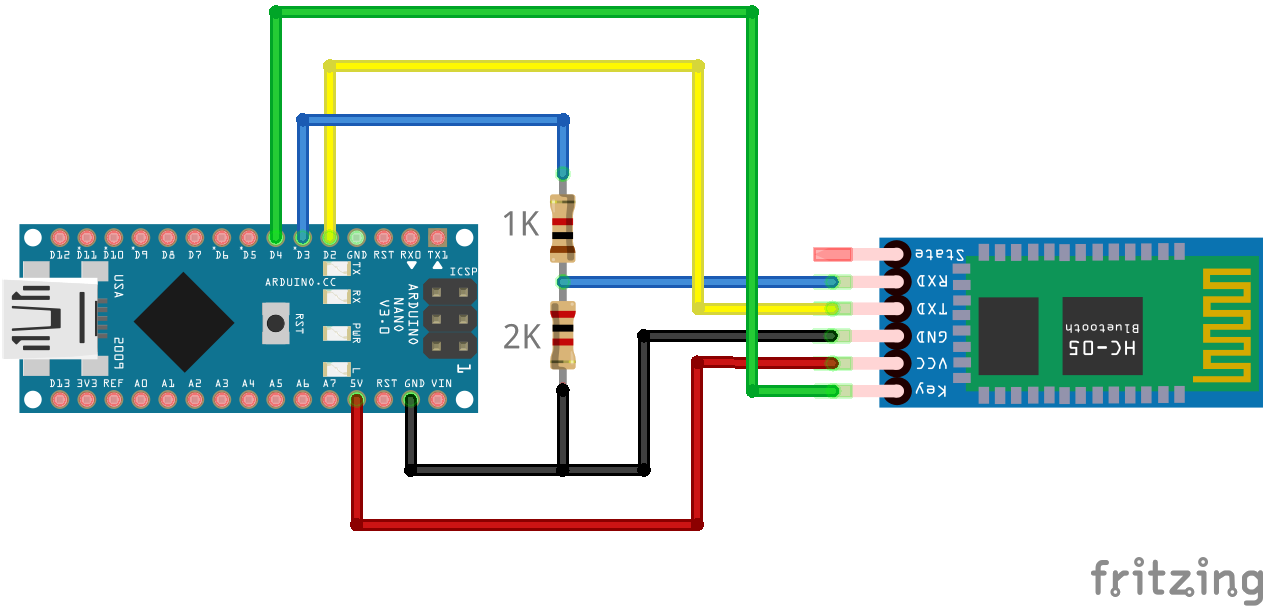 1K
2K
D12 D11 D10 D9 D8 D7 D6 D5 D4 D3 D2 GND RST RX0 TX1
TX
RX
PWR
L
ARDUINO.CC
RST
ICSP
ARDUINO
NANO
V3.0
1
USA
2009
D13 3V3 REF A0 A1 A2 A3 A4 A5 A6 A7 5V RST GND VIN
State
RXD
TXD
GND
VCC
Key
HC-05
Bluetooth
fritzing